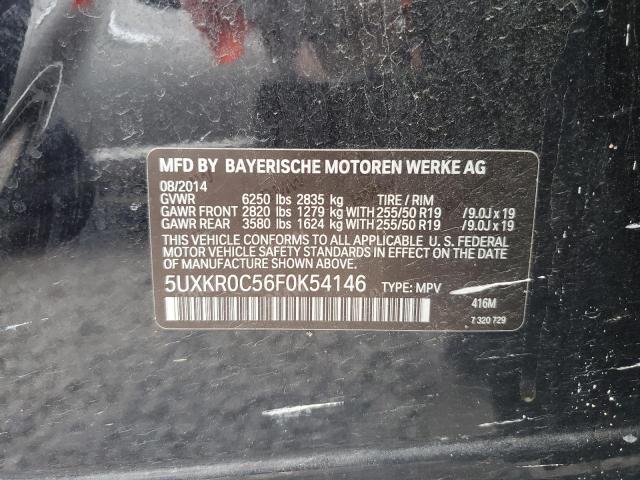 MFD BY BAYERISCHE MOTOREN WERKE AG
08/2014
GVWR 6250 lbs 2835 kg TIRE / RIM
GAWR FRONT 2820 lbs 1279 kg WITH 255/50 R19 /9.0J x 19
GAWR REAR 3580 lbs 1624 kg WITH 255/50 R19 /9.0J x 19
THIS VEHICLE CONFORMS TO ALL APPLICABLE U. S. FEDERAL
MOTOR VEHICLE SAFETY STANDARDS IN EFFECT ON THE DATE
OF MANUFACTURE SHOWN ABOVE.
5UXKR0C56F0K54146 TYPE: MPV
416M
7 320 729